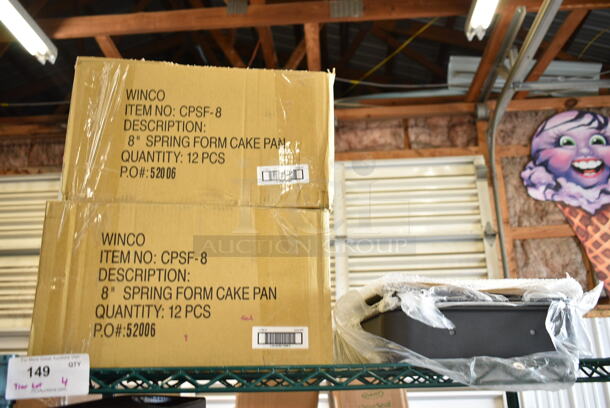 WINCO
ITEM NO: CPSF-8
DESCRIPTION:
8" SPRING FORM CAKE PAN
QUANTITY: 12 PCS
P.O#:52006
WINCO
ITEM NO: CPSF-8
DESCRIPTION:
8" SPRING FORM CAKE PAN
QUANTITY: 12 PCS
P.O#:52006
AUCTION GROUP
149
QTY
4